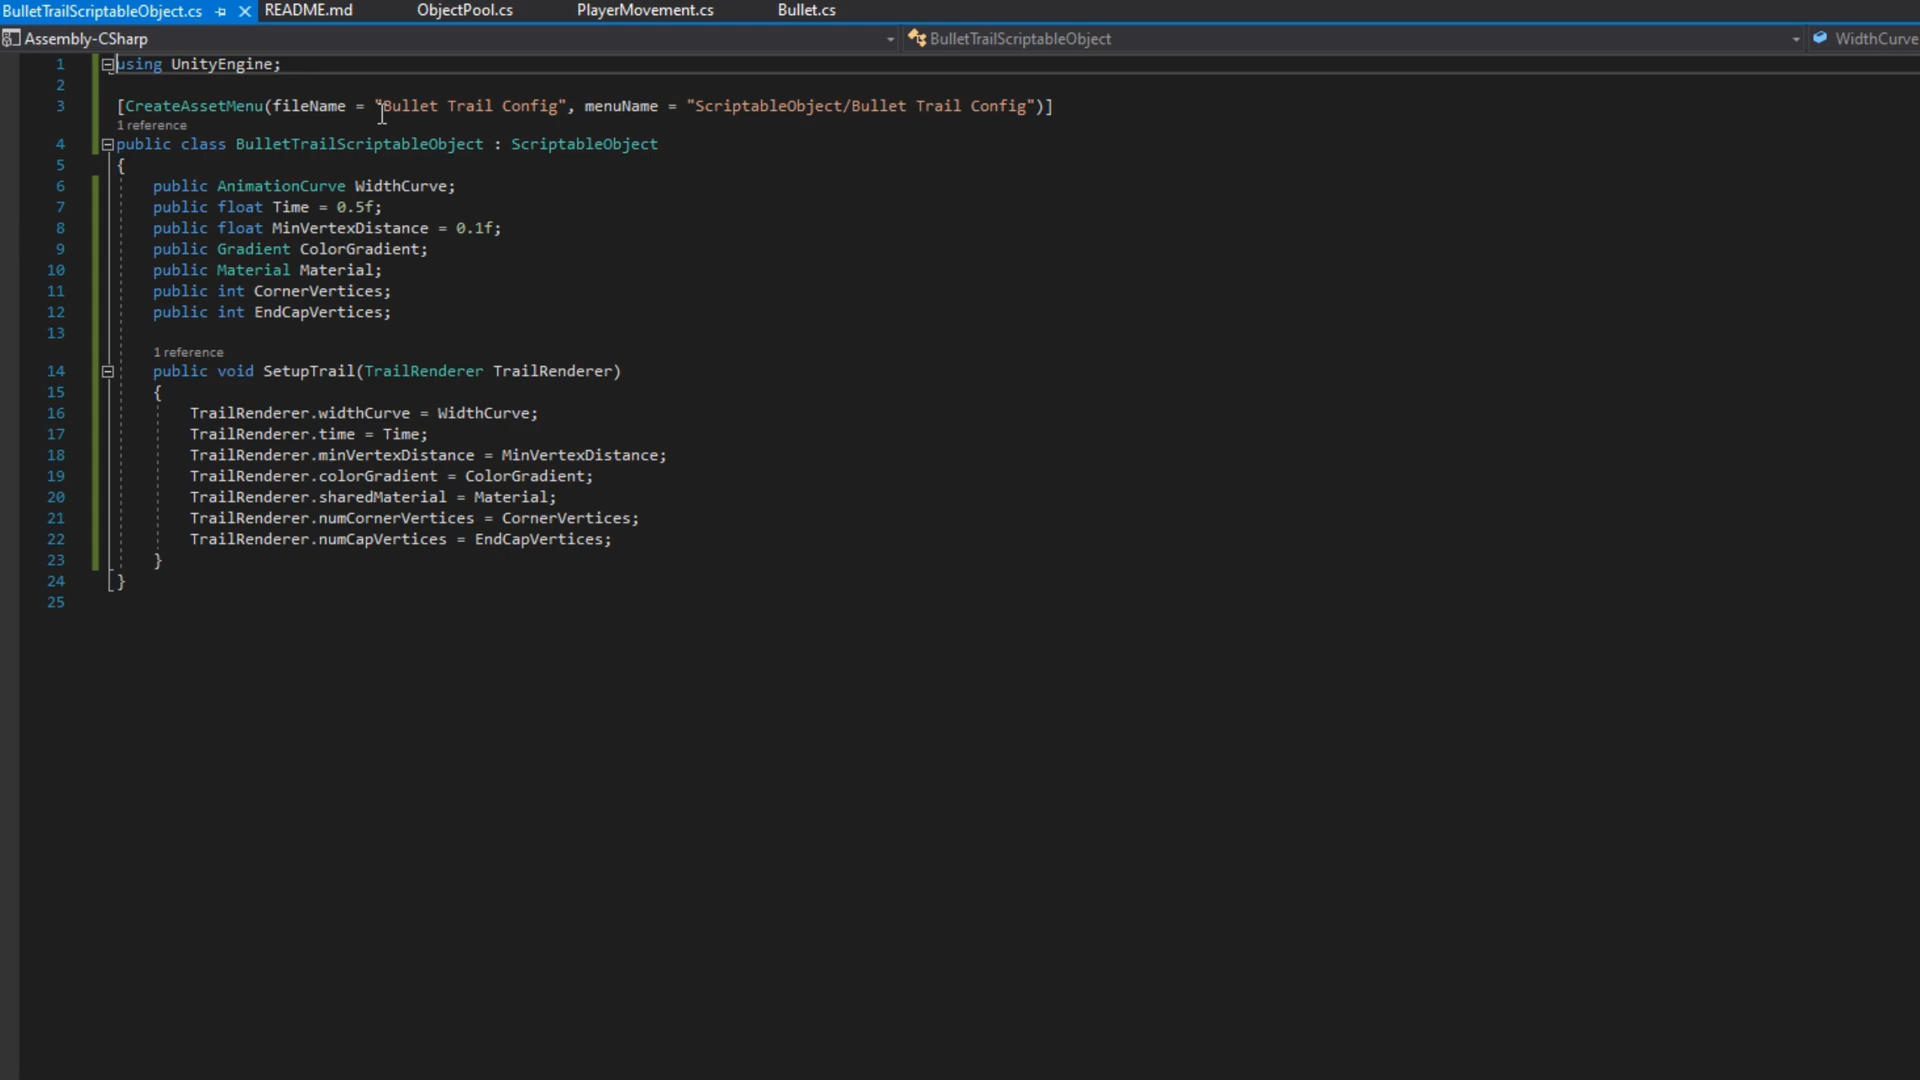 BulletTrailScriptableObject.cs README.md ObjectPool.cs PlayerMovement.cs Bullet.cs
Assembly-CSharp BulletTrailScriptableObject WidthCurve
1 using UnityEngine;
2
3 [CreateAssetMenu(fileName = "Bullet Trail Config", menuName = "ScriptableObject/Bullet Trail Config")]
1 reference
4 public class BulletTrailScriptableObject : ScriptableObject
5 {
6 public AnimationCurve WidthCurve;
7 public float Time = 0.5f;
8 public float MinVertexDistance = 0.1f;
9 public Gradient ColorGradient;
10 public Material Material;
11 public int CornerVertices;
12 public int EndCapVertices;
13
1 reference
14 public void SetupTrail(TrailRenderer TrailRenderer)
15 {
16 TrailRenderer.widthCurve = WidthCurve;
17 TrailRenderer.time = Time;
18 TrailRenderer.minVertexDistance = MinVertexDistance;
19 TrailRenderer.colorGradient = ColorGradient;
20 TrailRenderer.sharedMaterial = Material;
21 TrailRenderer.numCornerVertices = CornerVertices;
22 TrailRenderer.numCapVertices = EndCapVertices;
23 }
24 }
25